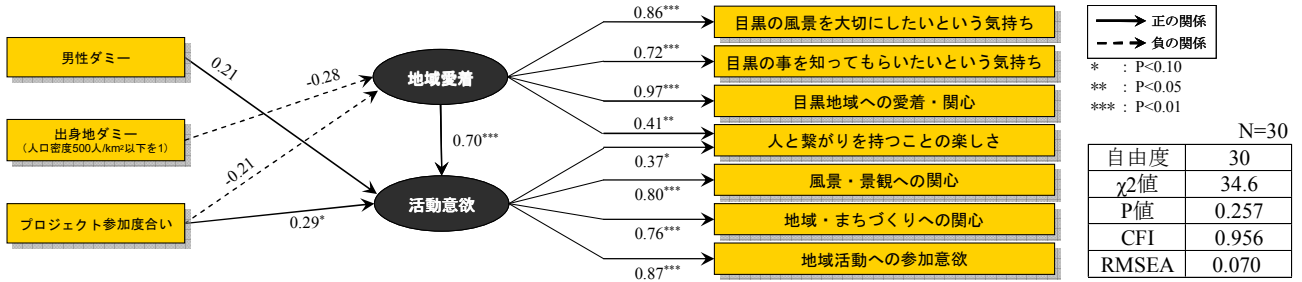 男性ダミー
出身地ダミー
(人口密度500人/km²以下を1)
プロジェクト参加度合い
0.21
-0.28
-0.21
0.29*
地域愛着
0.70***
活動意欲
0.86***
0.72***
0.97***
0.41**
0.37*
0.80***
0.76***
0.87***
目黒の風景を大切にしたいという気持ち
目黒の事を知ってもらいたいという気持ち
目黒地域への愛着・関心
人と繋がりを持つことの楽しさ
風景・景観への関心
地域・まちづくりへの関心
地域活動への参加意欲
正の関係
負の関係
* : P<0.10
** : P<0.05
*** : P<0.01
N=30
自由度 30
χ2値 34.6
P値 0.257
CFI 0.956
RMSEA 0.070